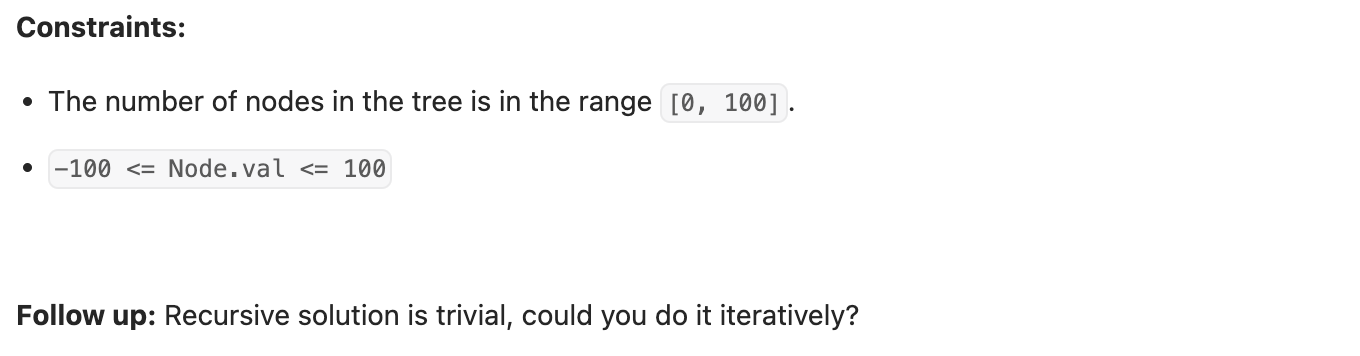 Constraints:
• The number of nodes in the tree is in the range [0, 100].
• -100 <= Node.val <= 100
Follow up: Recursive solution is trivial, could you do it iteratively?